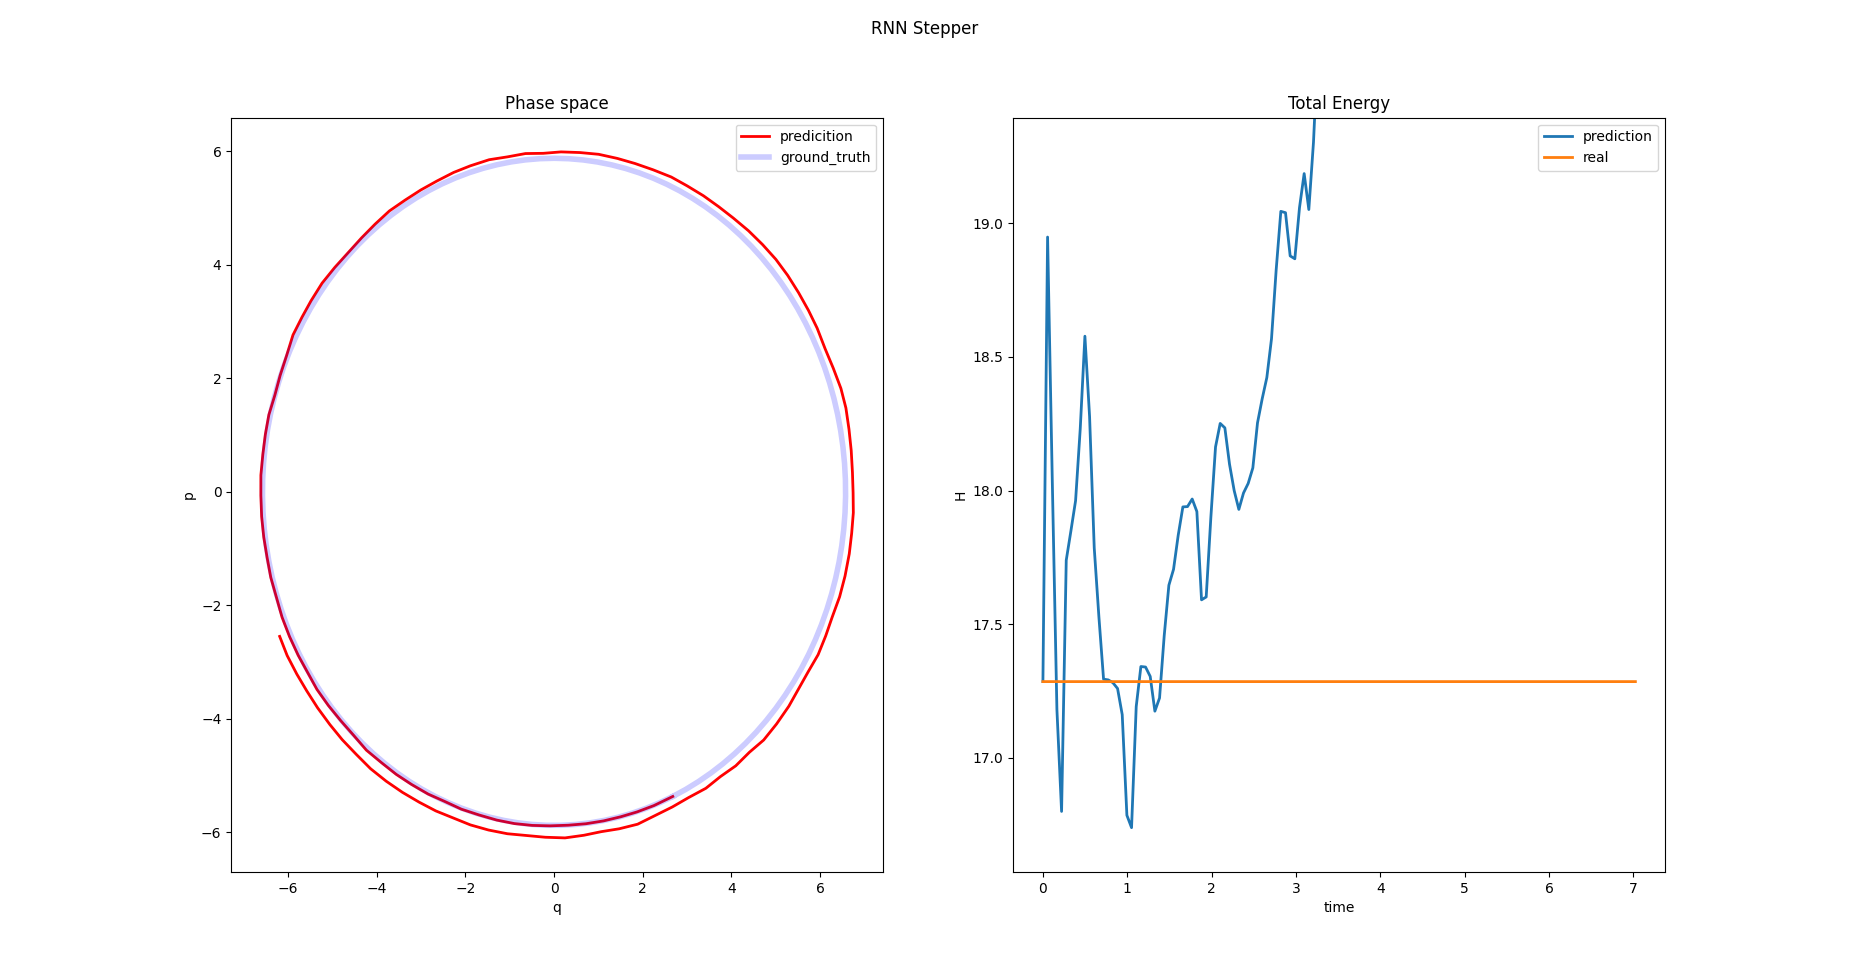 RNN Stepper
Phase space
predicition
ground_truth
6
4
2
0
−2
−4
−6
p
−6
−4
−2
0
2
4
6
q
Total Energy
prediction
real
19.0
18.5
18.0
17.5
17.0
H
0
1
2
3
4
5
6
7
time